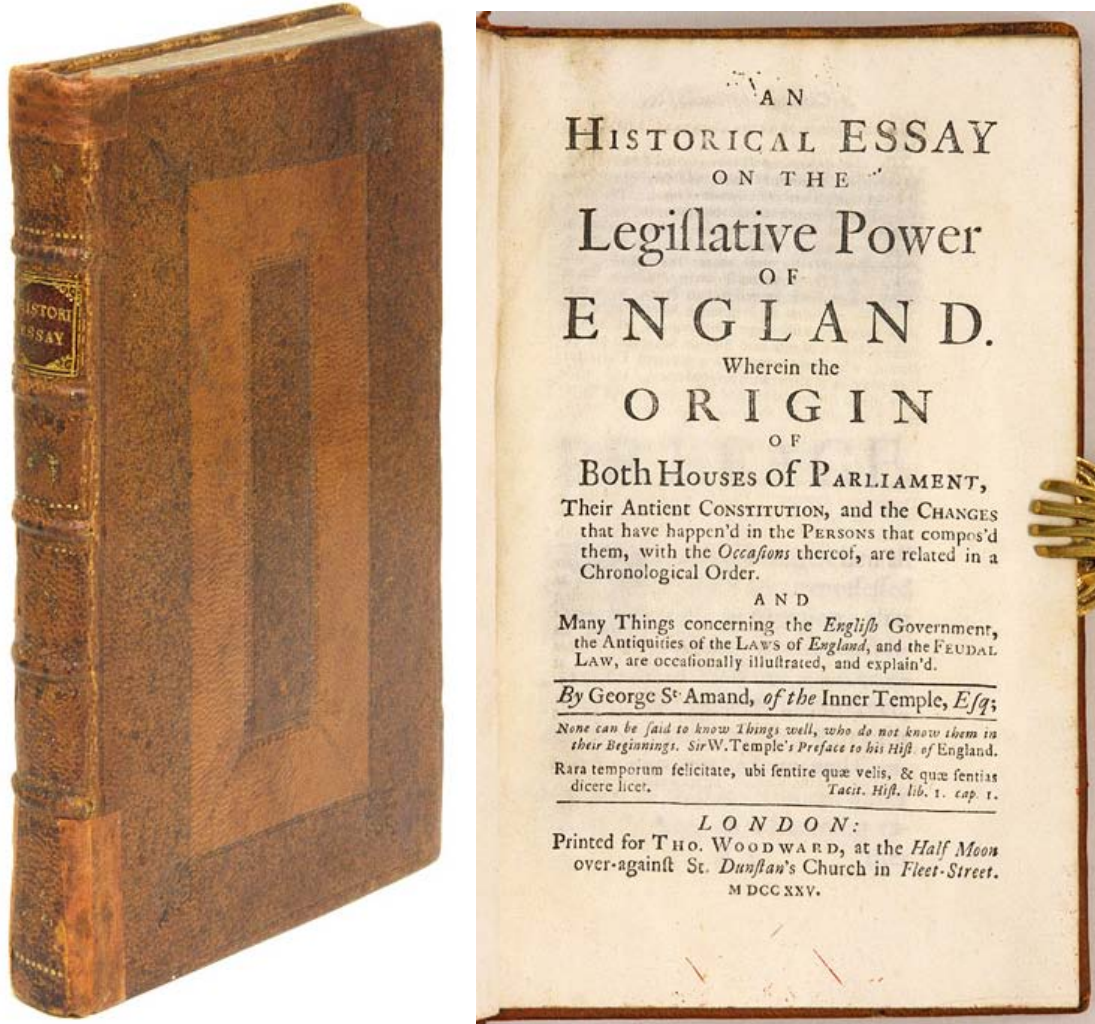 ISTORI
ESSAY
AN
HISTORICAL ESSAY
ON THE
Legiſlative Power
OF
ENGLAND.
Wherein the
ORIGIN
OF
Both HOUSES of PARLIAMENT,
Their Antient CONSTITUTION, and the CHANGES
that have happen'd in the PERSONS that compos'd
them, with the Occaſions thereof, are related in a
Chronological Order.
AND
Many Things concerning the Engliſh Government,
the Antiquities of the LAWS of England, and the FEUDAL
LAW, are occaſionally illuſtrated, and explain'd.
By George St. Amand, of the Inner Temple, Eſq;
None can be ſaid to know Things well, who do not know them in
their Beginnings. Sir W. Temple's Preface to his Hiſt. of England.
Rara temporum felicitate, ubi ſentire quæ velis, & quæ ſentias
dicere licet. Tacit. Hiſt. lib. 1. cap. 1.
LONDON:
Printed for THO. WOODWARD, at the Half Moon
over-againſt St. Dunſtan's Church in Fleet-Street.
M DCC XXV.